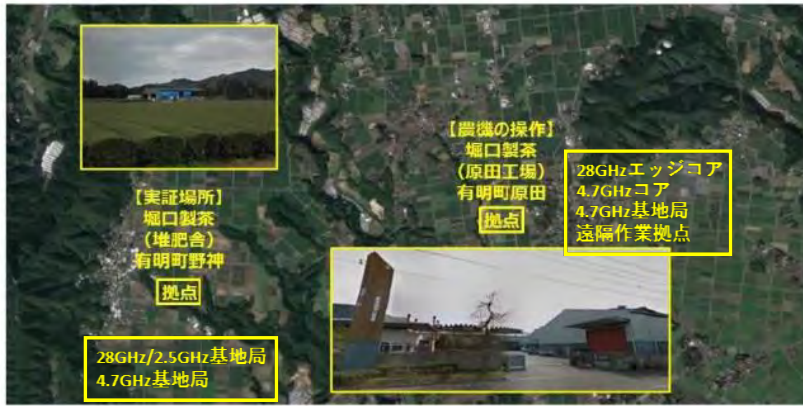 【実証場所】
堀口製茶
（堆肥舎）
有明町野神
拠点
28GHz/2.5GHz基地局
4.7GHz基地局
【農機の操作】
堀口製茶
（原田工場）
有明町原田
拠点
28GHzエッジコア
4.7GHzコア
4.7GHz基地局
遠隔作業拠点